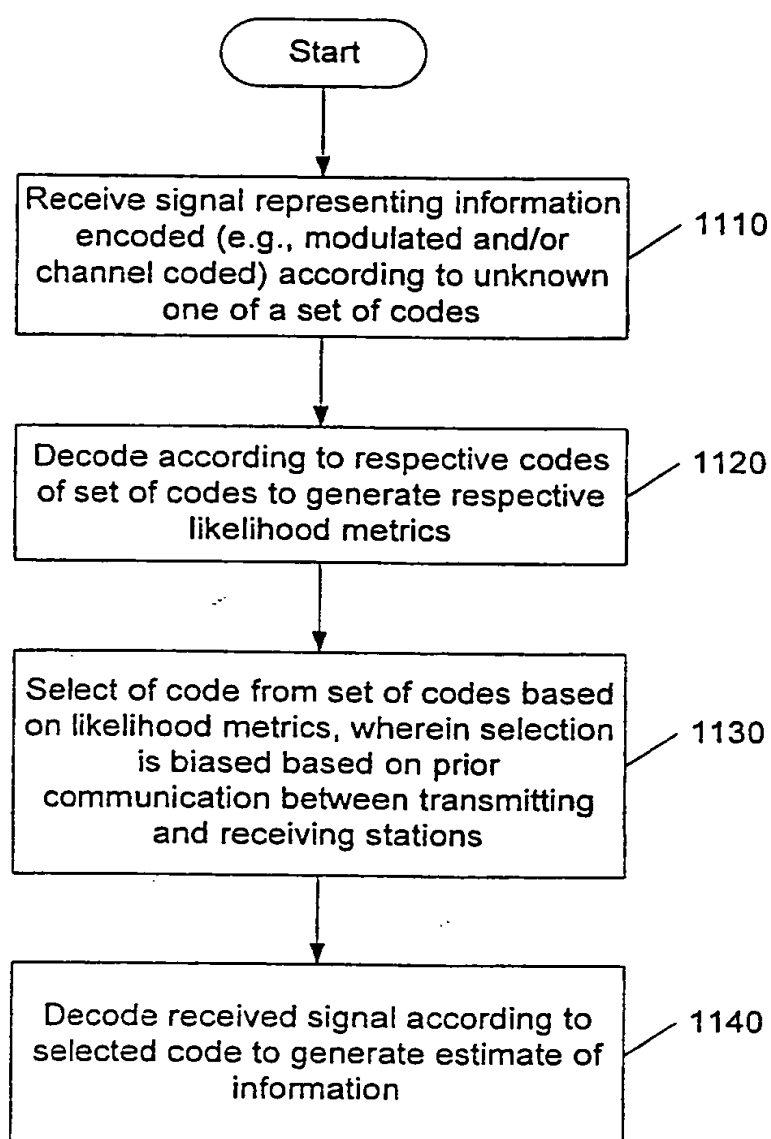 Start
Receive signal representing information
encoded (e.g., modulated and/or
channel coded) according to unknown
one of a set of codes
1110
Decode according to respective codes
of set of codes to generate respective
likelihood metrics
1120
Select of code from set of codes based
on likelihood metrics, wherein selection
is biased based on prior
communication between transmitting
and receiving stations
1130
Decode received signal according to
selected code to generate estimate of
information
1140